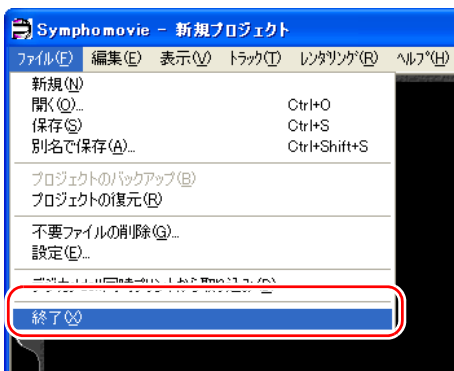 Symphomovie - 新規プロジェクト
ファイル(F) 編集(E) 表示(V) トラック(T) レンダリング(R) ヘルプ(H)
新規(N)
開く(O)... Ctrl+O
保存(S) Ctrl+S
別名で保存(A)... Ctrl+Shift+S
プロジェクトのバックアップ(B)
プロジェクトの復元(R)
不要ファイルの削除(G)...
設定(E)...
終了(X)